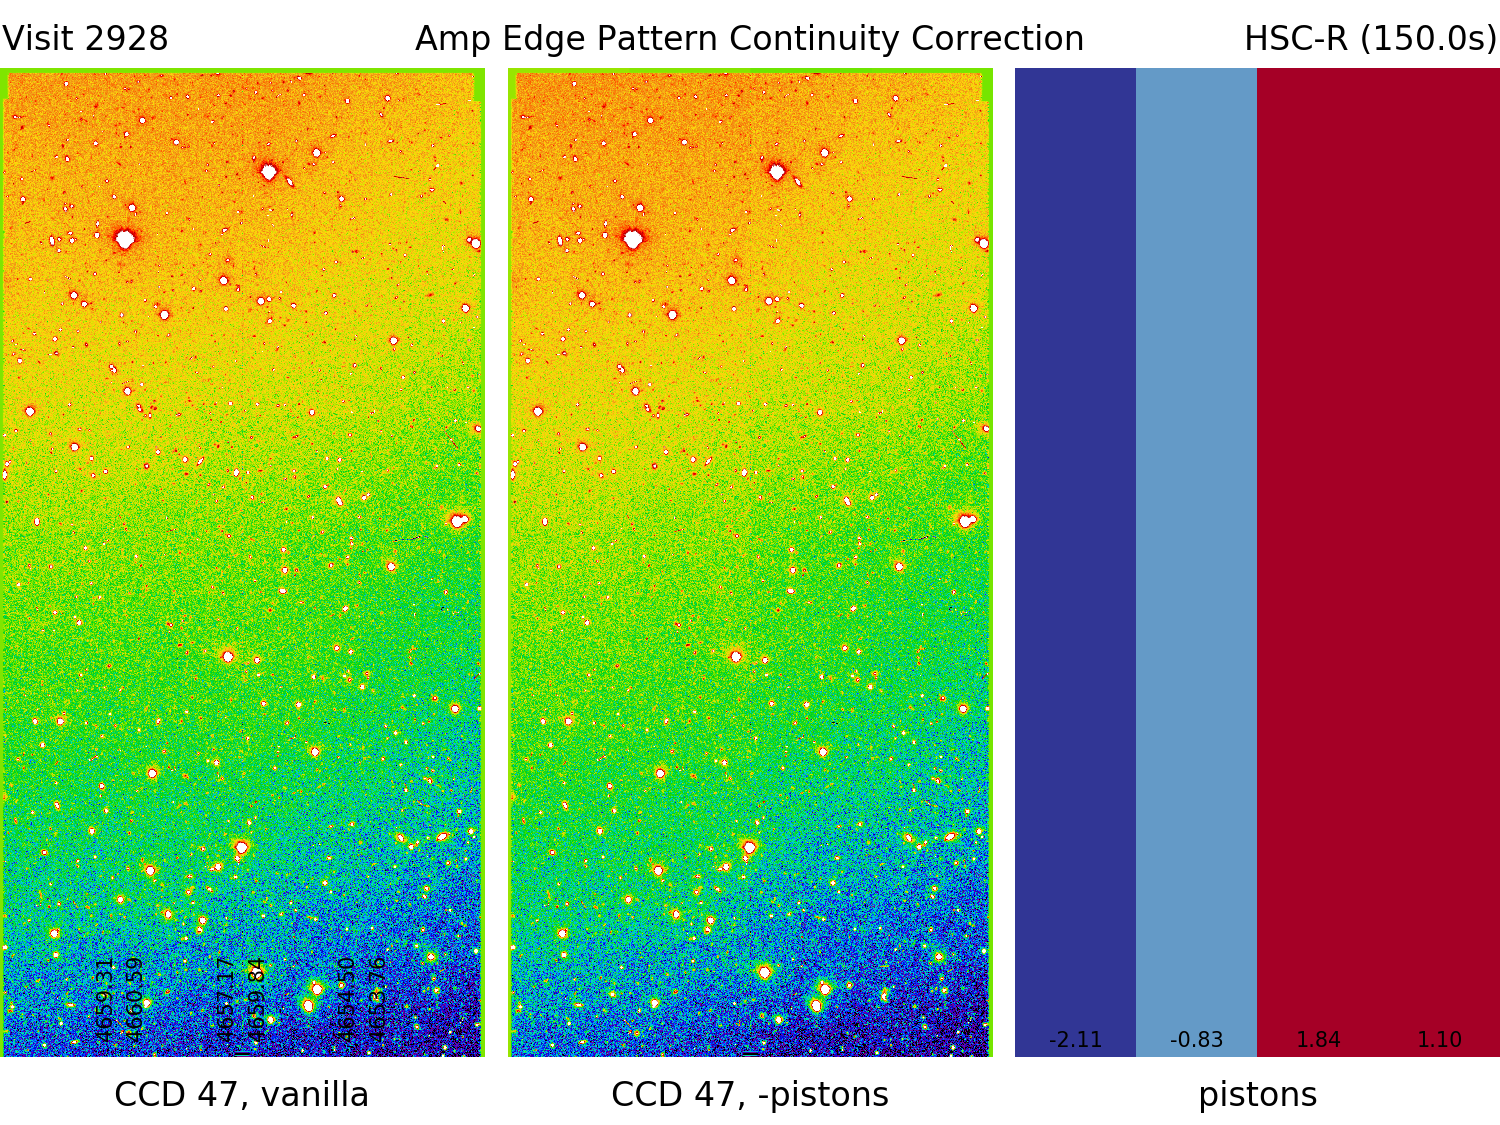 Visit 2928
Amp Edge Pattern Continuity Correction
HSC-R (150.0s)
4659.31
4660.59
4657.17
4659.84
4654.50
4653.76
-2.11
-0.83
1.84
1.10
CCD 47, vanilla
CCD 47, -pistons
pistons